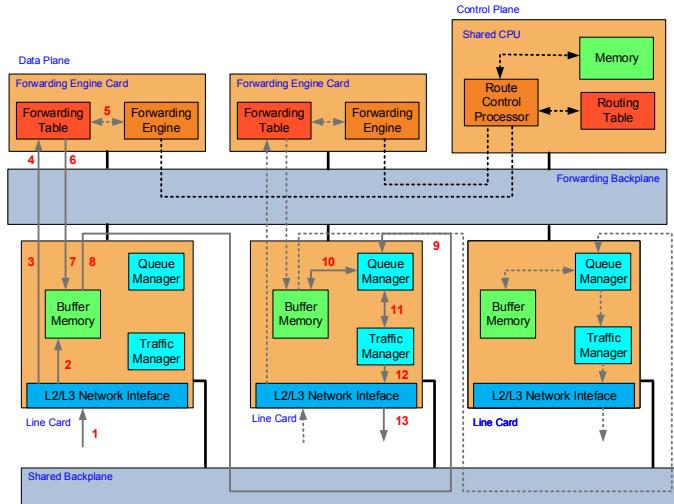 Control Plane
Shared CPU
Memory
Route
Control
Processor
Routing
Table
Data Plane
Forwarding Engine Card
Forwarding
Table
5
Forwarding
Engine
4
6
Forwarding Engine Card
Forwarding
Table
Forwarding
Engine
Forwarding Backplane
3
7
8
Queue
Manager
Buffer
Memory
2
Traffic
Manager
L2/L3 Network Inteface
Line Card
1
9
10
Queue
Manager
Buffer
Memory
11
Traffic
Manager
12
L2/L3 Network Inteface
Line Card
13
Queue
Manager
Buffer
Memory
Traffic
Manager
L2/L3 Network Inteface
Line Card
Shared Backplane